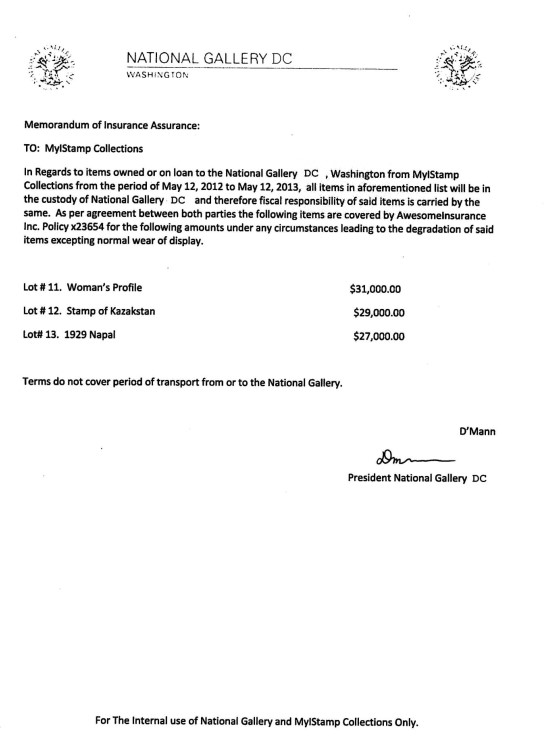 NATIONAL GALLERY DC
WASHINGTON
Memorandum of Insurance Assurance:
TO: MyIStamp Collections
In Regards to items owned or on loan to the National Gallery DC , Washington from MyIStamp
Collections from the period of May 12, 2012 to May 12, 2013, all items in aforementioned list will be in
the custody of National Gallery DC and therefore fiscal responsibility of said items is carried by the
same. As per agreement between both parties the following items are covered by AwesomeInsurance
Inc. Policy x23654 for the following amounts under any circumstances leading to the degradation of said
items excepting normal wear of display.
Lot # 11. Woman's Profile $31,000.00
Lot # 12. Stamp of Kazakstan $29,000.00
Lot# 13. 1929 Napal $27,000.00
Terms do not cover period of transport from or to the National Gallery.
D'Mann
President National Gallery DC
For The Internal use of National Gallery and MyIStamp Collections Only.